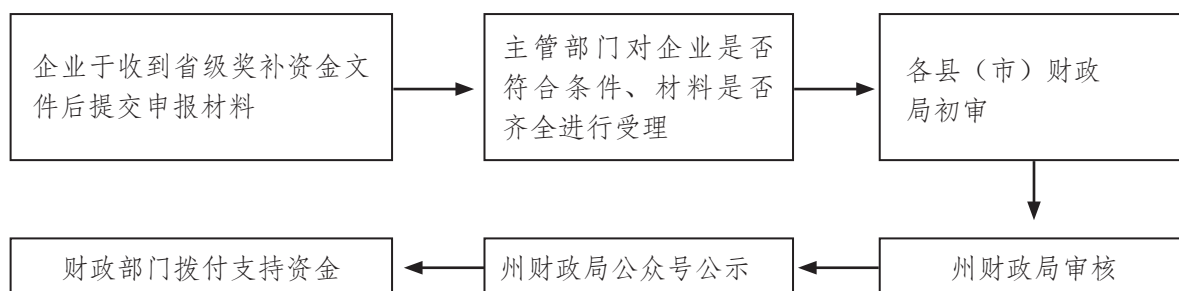 企业于收到省级奖补资金文
件后提交申报材料
主管部门对企业是否
符合条件、材料是否
齐全进行受理
各县（市）财政
局初审
州财政局审核
州财政局公众号公示
财政部门拨付支持资金